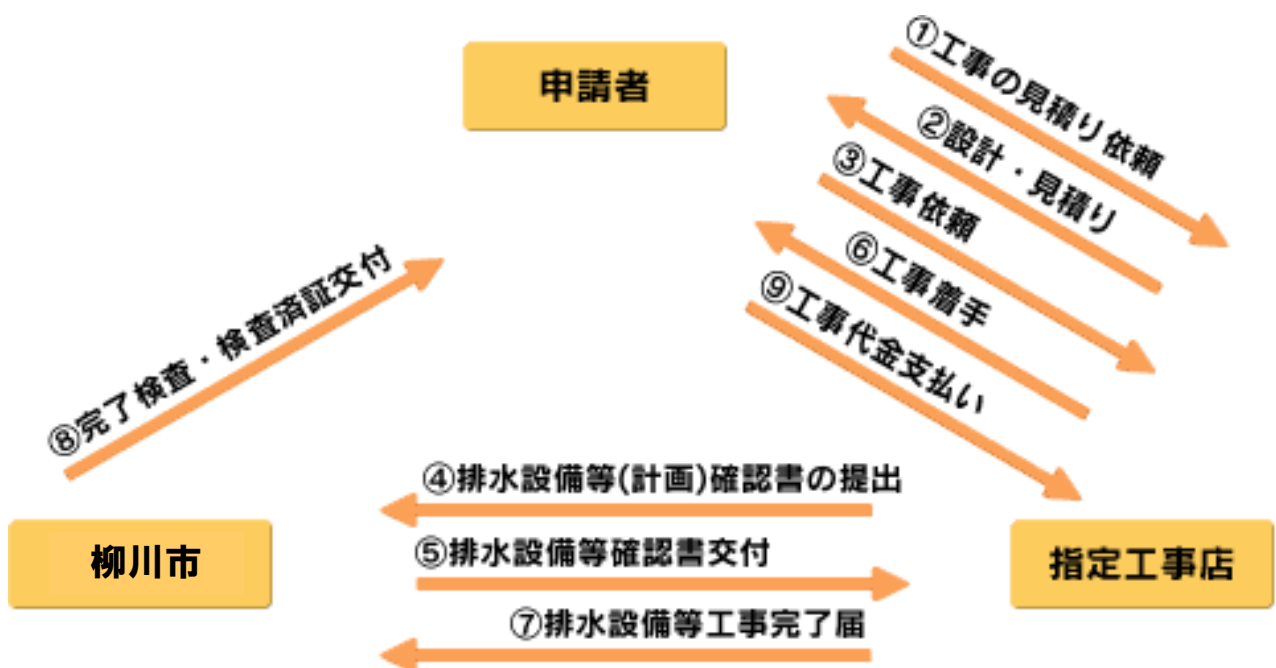 申請者
①工事の見積り依頼
②設計・見積り
③工事依頼
⑥工事着手
⑨工事代金支払い
⑧完了検査・検査済証交付
④排水設備等(計画)確認書の提出
⑤排水設備等確認書交付
⑦排水設備等工事完了届
柳川市
指定工事店